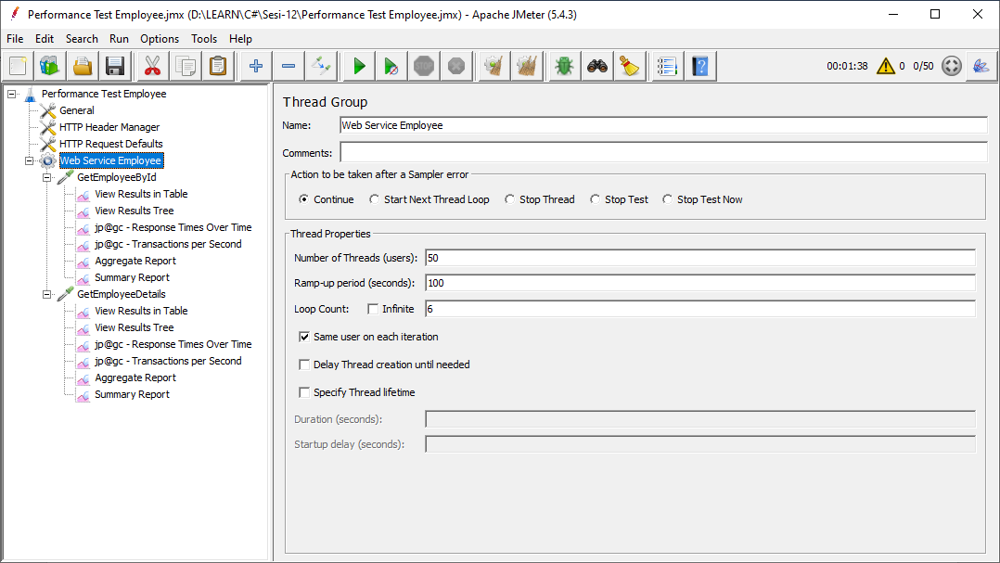 Performance Test Employee.jmx (D:\LEARN\C#\Sesi-12\Performance Test Employee.jmx) - Apache JMeter (5.4.3)
File Edit Search Run Options Tools Help
STOP
00:01:38 0 0/50
Performance Test Employee
General
HTTP Header Manager
HTTP Request Defaults
Web Service Employee
GetEmployeeById
View Results in Table
View Results Tree
jp@gc - Response Times Over Time
jp@gc - Transactions per Second
Aggregate Report
Summary Report
GetEmployeeDetails
View Results in Table
View Results Tree
jp@gc - Response Times Over Time
jp@gc - Transactions per Second
Aggregate Report
Summary Report
Thread Group
Name: Web Service Employee
Comments:
Action to be taken after a Sampler error
Continue Start Next Thread Loop Stop Thread Stop Test Stop Test Now
Thread Properties
Number of Threads (users): 50
Ramp-up period (seconds): 100
Loop Count: Infinite 6
Same user on each iteration
Delay Thread creation until needed
Specify Thread lifetime
Duration (seconds):
Startup delay (seconds):